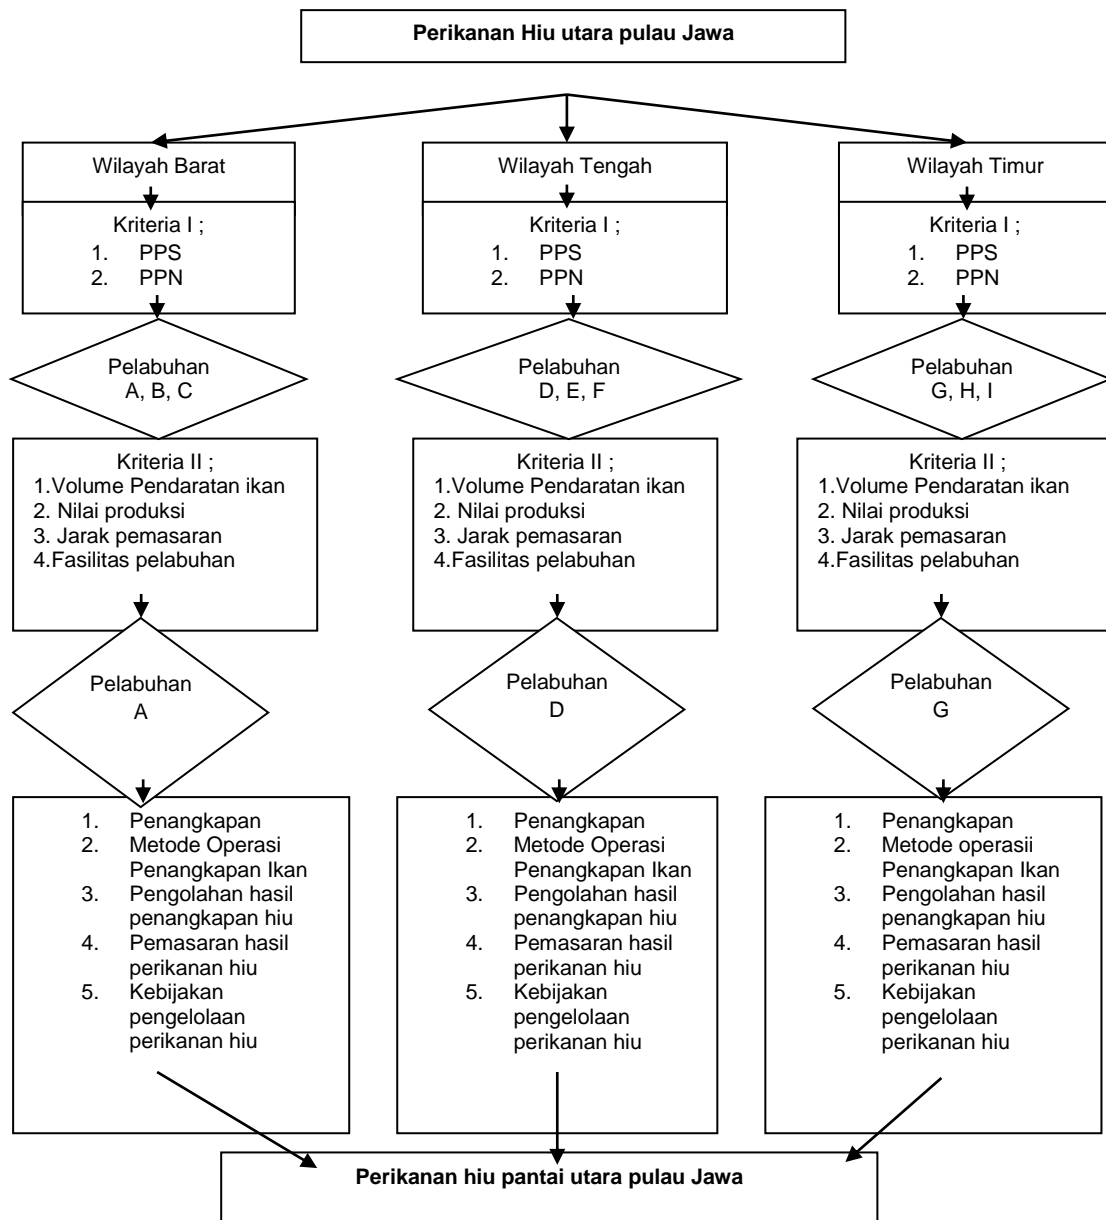 Perikanan Hiu utara pulau Jawa
Wilayah Barat
Kriteria I ;
1. PPS
2. PPN
Pelabuhan
A, B, C
Kriteria II ;
1.Volume Pendaratan ikan
2. Nilai produksi
3. Jarak pemasaran
4.Fasilitas pelabuhan
Pelabuhan
A
1. Penangkapan
2. Metode Operasi
Penangkapan Ikan
3. Pengolahan hasil
penangkapan hiu
4. Pemasaran hasil
perikanan hiu
5. Kebijakan
pengelolaan
perikanan hiu
Wilayah Tengah
Kriteria I ;
1. PPS
2. PPN
Pelabuhan
D, E, F
Kriteria II ;
1.Volume Pendaratan ikan
2. Nilai produksi
3. Jarak pemasaran
4.Fasilitas pelabuhan
Pelabuhan
D
1. Penangkapan
2. Metode Operasi
Penangkapan Ikan
3. Pengolahan hasil
penangkapan hiu
4. Pemasaran hasil
perikanan hiu
5. Kebijakan
pengelolaan
perikanan hiu
Wilayah Timur
Kriteria I ;
1. PPS
2. PPN
Pelabuhan
G, H, I
Kriteria II ;
1.Volume Pendaratan ikan
2. Nilai produksi
3. Jarak pemasaran
4.Fasilitas pelabuhan
Pelabuhan
G
1. Penangkapan
2. Metode operasii
Penangkapan Ikan
3. Pengolahan hasil
penangkapan hiu
4. Pemasaran hasil
perikanan hiu
5. Kebijakan
pengelolaan
perikanan hiu
Perikanan hiu pantai utara pulau Jawa